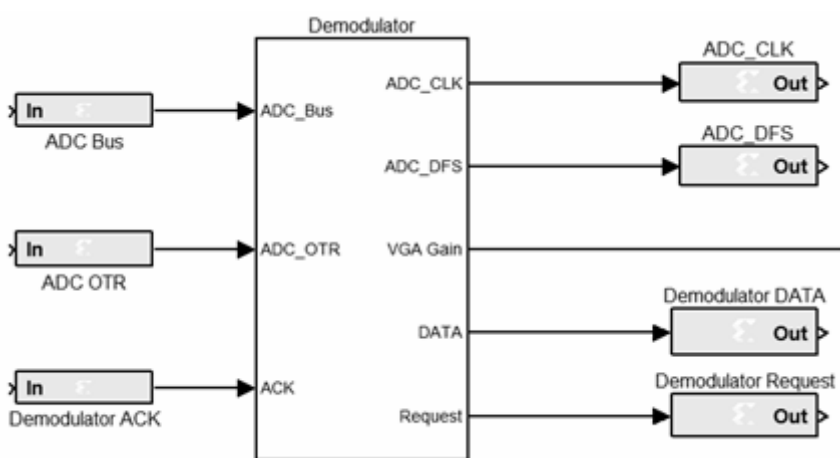 Demodulator
In
ADC Bus
In
ADC OTR
In
Demodulator ACK
ADC_Bus
ADC_OTR
ACK
ADC_CLK
ADC_DFS
VGA Gain
DATA
Request
ADC_CLK
Out
ADC_DFS
Out
Demodulator DATA
Out
Demodulator Request
Out